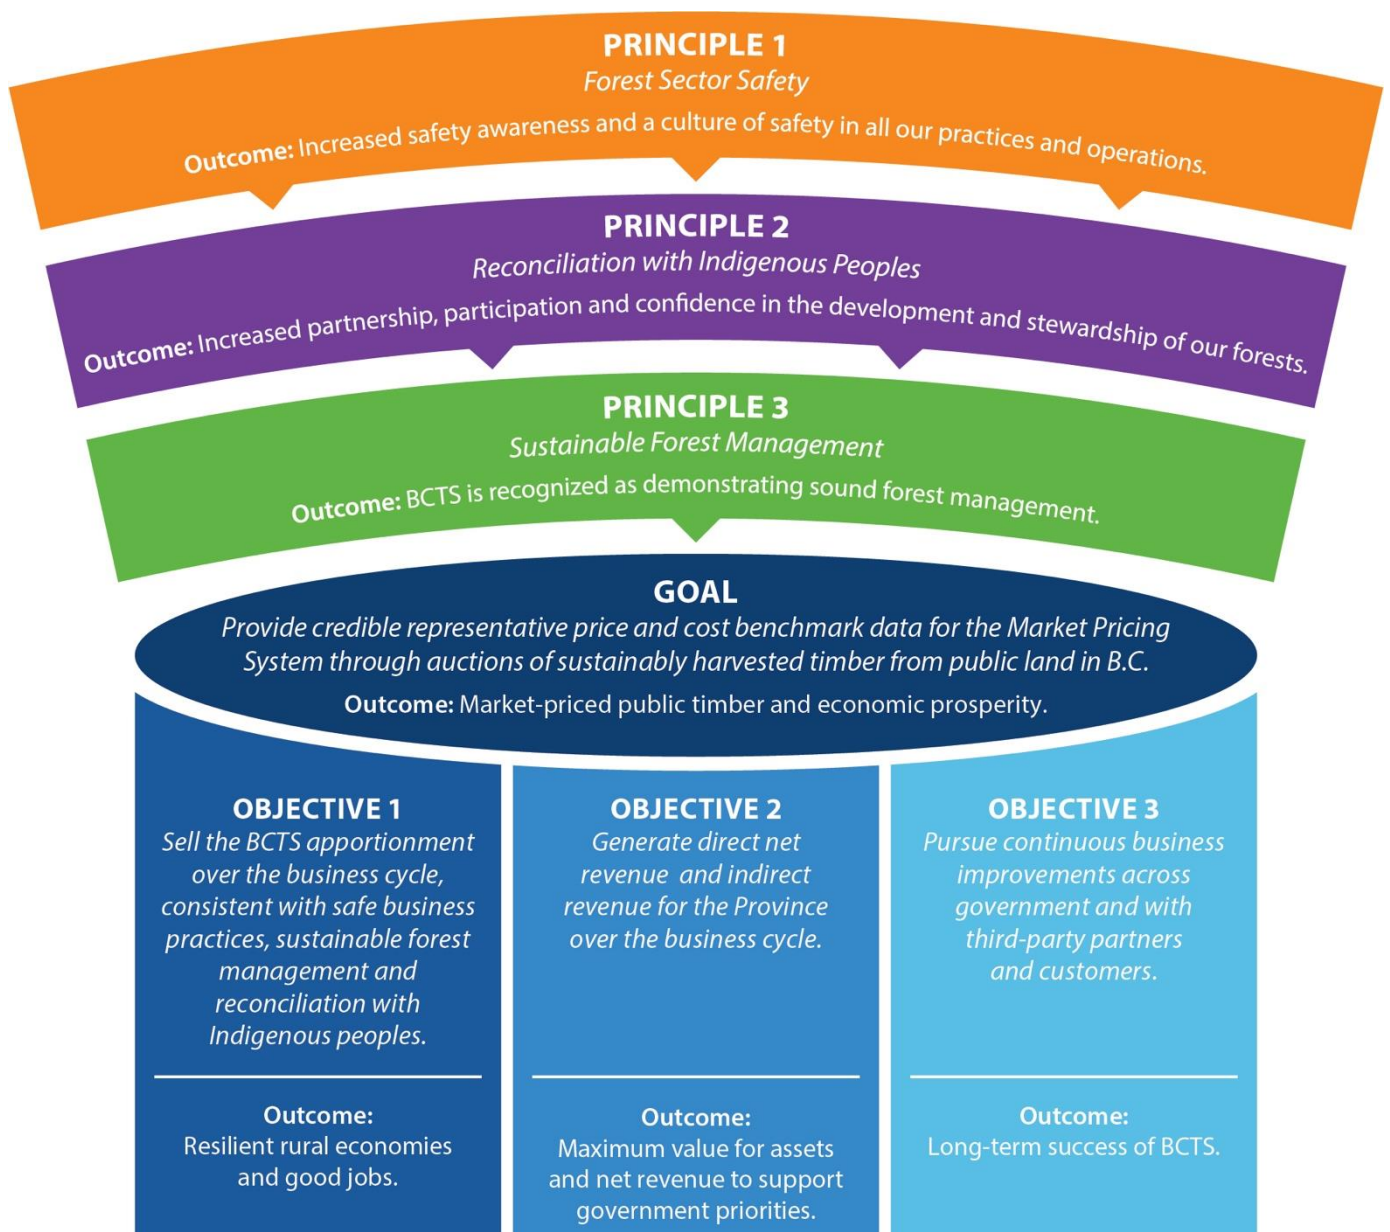 PRINCIPLE 1
Forest Sector Safety
Outcome: Increased safety awareness and a culture of safety in all our practices and operations.
PRINCIPLE 2
Reconciliation with Indigenous Peoples
Outcome: Increased partnership, participation and confidence in the development and stewardship of our forests.
PRINCIPLE 3
Sustainable Forest Management
Outcome: BCTS is recognized as demonstrating sound forest management.
GOAL
Provide credible representative price and cost benchmark data for the Market Pricing
System through auctions of sustainably harvested timber from public land in B.C.
Outcome: Market-priced public timber and economic prosperity.
OBJECTIVE 1
Sell the BCTS apportionment
over the business cycle,
consistent with safe business
practices, sustainable forest
management and
reconciliation with
Indigenous peoples.
Outcome:
Resilient rural economies
and good jobs.
OBJECTIVE 2
Generate direct net
revenue and indirect
revenue for the Province
over the business cycle.
Outcome:
Maximum value for assets
and net revenue to support
government priorities.
OBJECTIVE 3
Pursue continuous business
improvements across
government and with
third-party partners
and customers.
Outcome:
Long-term success of BCTS.